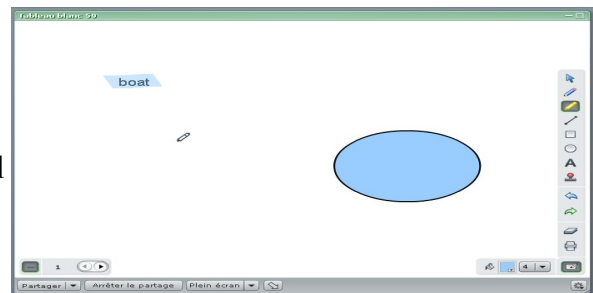 Tableau blanc 59
boat
A
1
4
Partager
Arrêter le partage
Plein écran